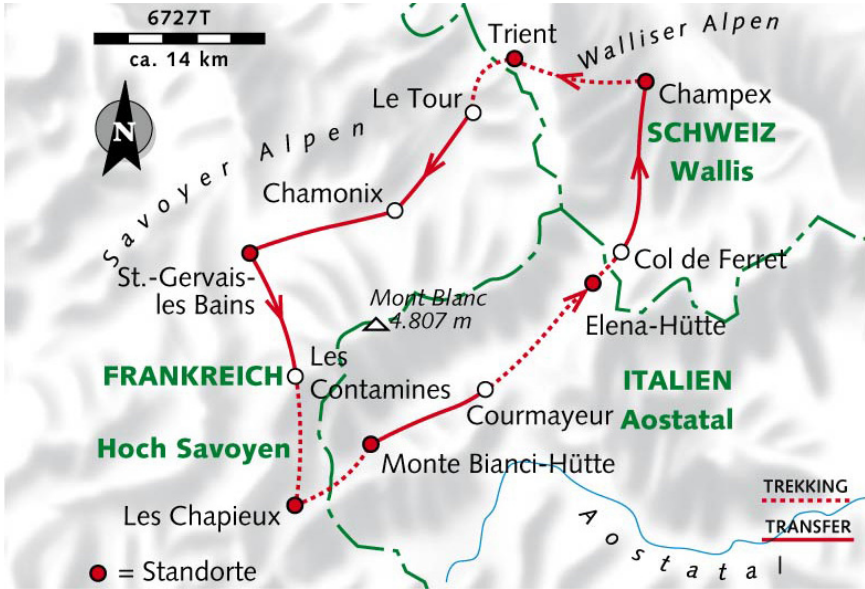 6727T
ca. 14 km
N
Trient
Walliser Alpen
Le Tour
Champex
SCHWEIZ
Wallis
Savoyer Alpen
Chamonix
St.-Gervais-
les Bains
Col de Ferret
Mont Blanc
4.807 m
Elena-Hütte
FRANKREICH
Les
Contamines
ITALIEN
Aostatal
Courmayeur
Hoch Savoyen
Monte Bianci-Hütte
Les Chapieux
TREKKING
TRANSFER
Aostatal
= Standorte